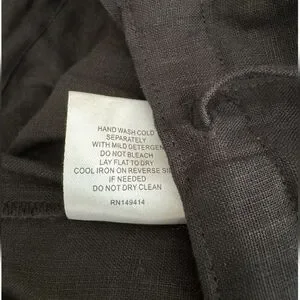 HAND WASH COLD
SEPARATELY
WITH MILD DETERGEN
DO NOT BLEACH
LAY FLAT TO DRY
COOL IRON ON REVERSE SI
IF NEEDED
DO NOT DRY CLEAN
RN149414